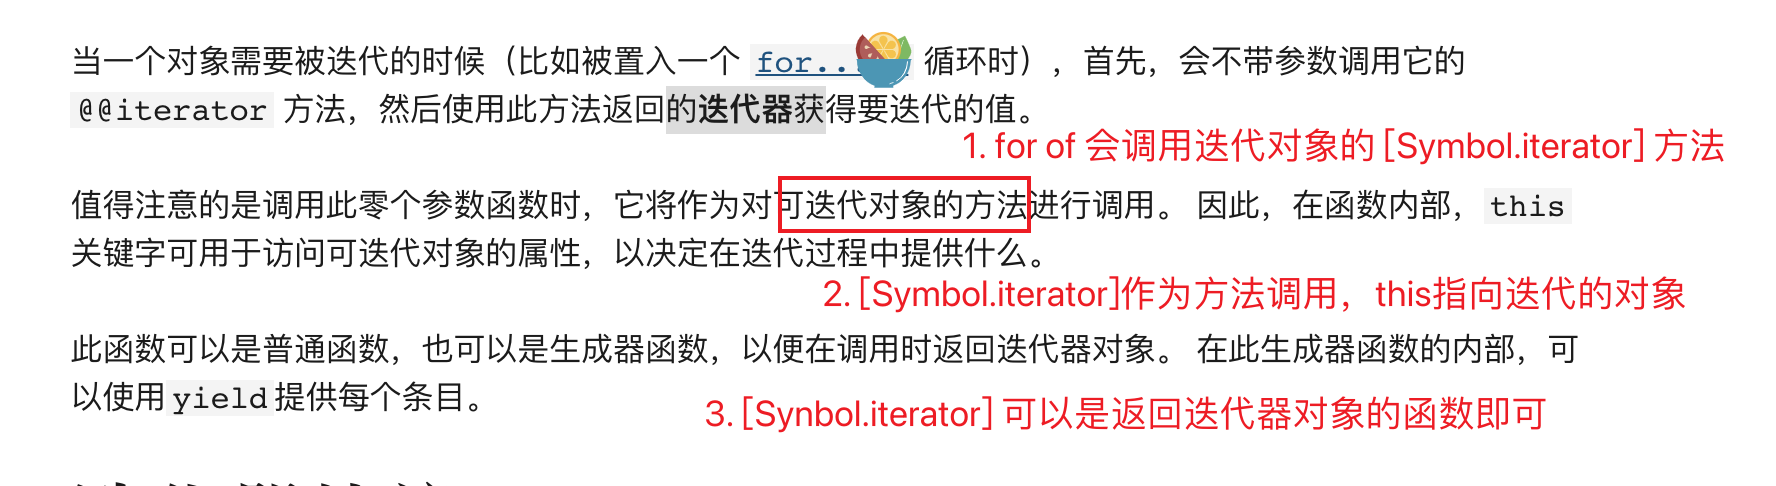 当一个对象需要被迭代的时候（比如被置入一个 for.. 循环时），首先，会不带参数调用它的
@@iterator 方法，然后使用此方法返回的迭代器获得要迭代的值。
1. for of 会调用迭代对象的 [Symbol.iterator] 方法
值得注意的是调用此零个参数函数时，它将作为对可迭代对象的方法进行调用。 因此，在函数内部， this
关键字可用于访问可迭代对象的属性，以决定在迭代过程中提供什么。
2. [Symbol.iterator]作为方法调用，this指向迭代的对象
此函数可以是普通函数，也可以是生成器函数，以便在调用时返回迭代器对象。 在此生成器函数的内部，可
以使用yield提供每个条目。
3. [Synbol.iterator] 可以是返回迭代器对象的函数即可